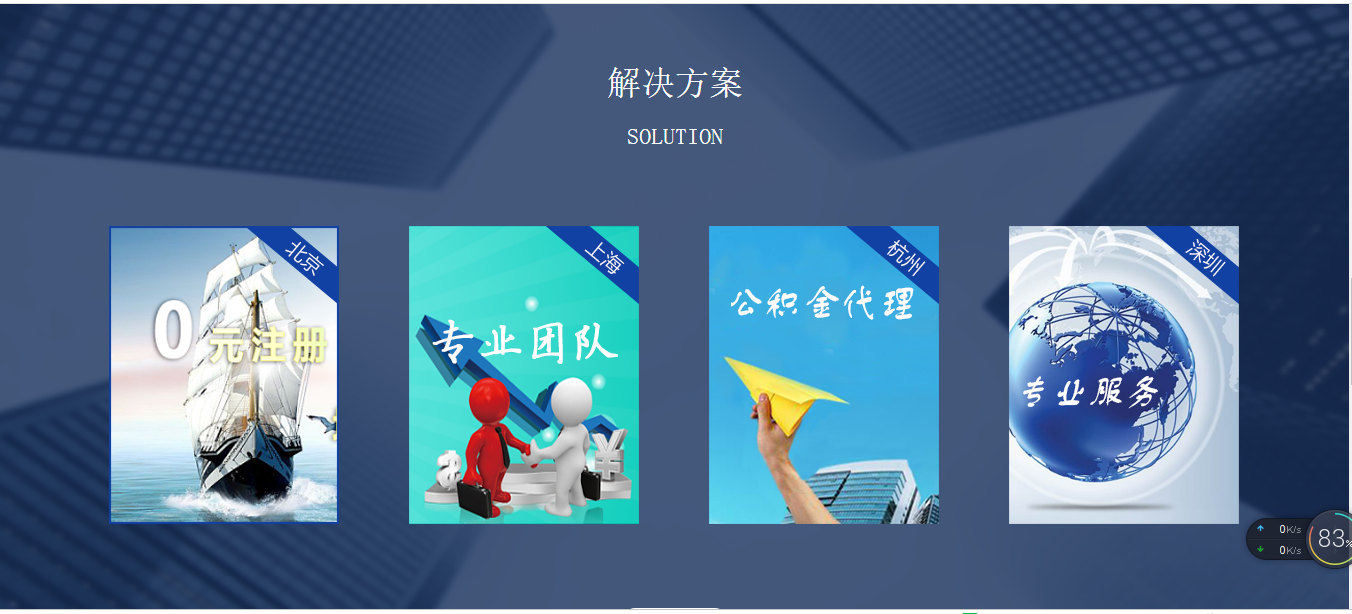 解决方案
SOLUTION
北京
0元注册
上海
专业团队
$
¥
杭州
公积金代理
深圳
专业服务
0K/s
0K/s
83%